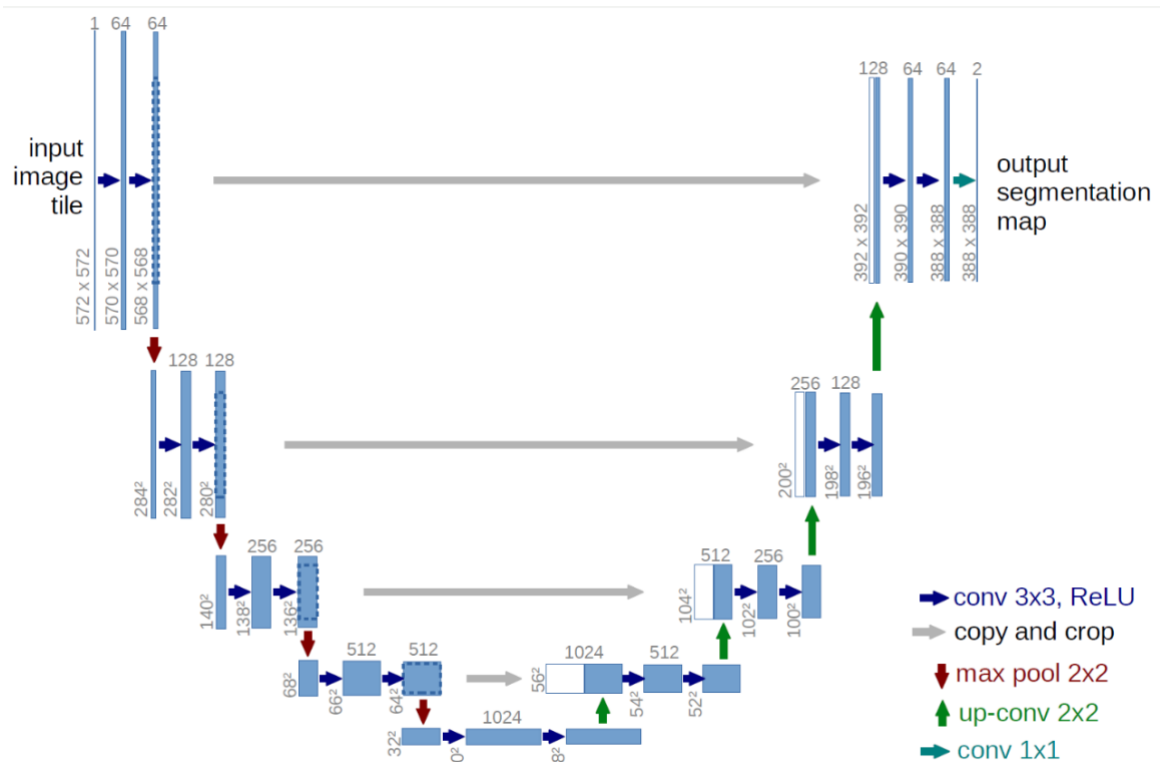 1 64 64
128 64 64 2
input
image
tile
output
segmentation
map
572 x 572
570 x 570
568 x 568
392 x 392
390 x 390
388 x 388
388 x 388
128 128
256 128
284²
282²
280²
200²
198²
196²
256 256
512 256
140²
138²
136²
104²
102²
100²
512 512
1024 512
68²
66²
64²
56²
54²
52²
1024
32²
0²
8²
conv 3x3, ReLU
copy and crop
max pool 2x2
up-conv 2x2
conv 1x1